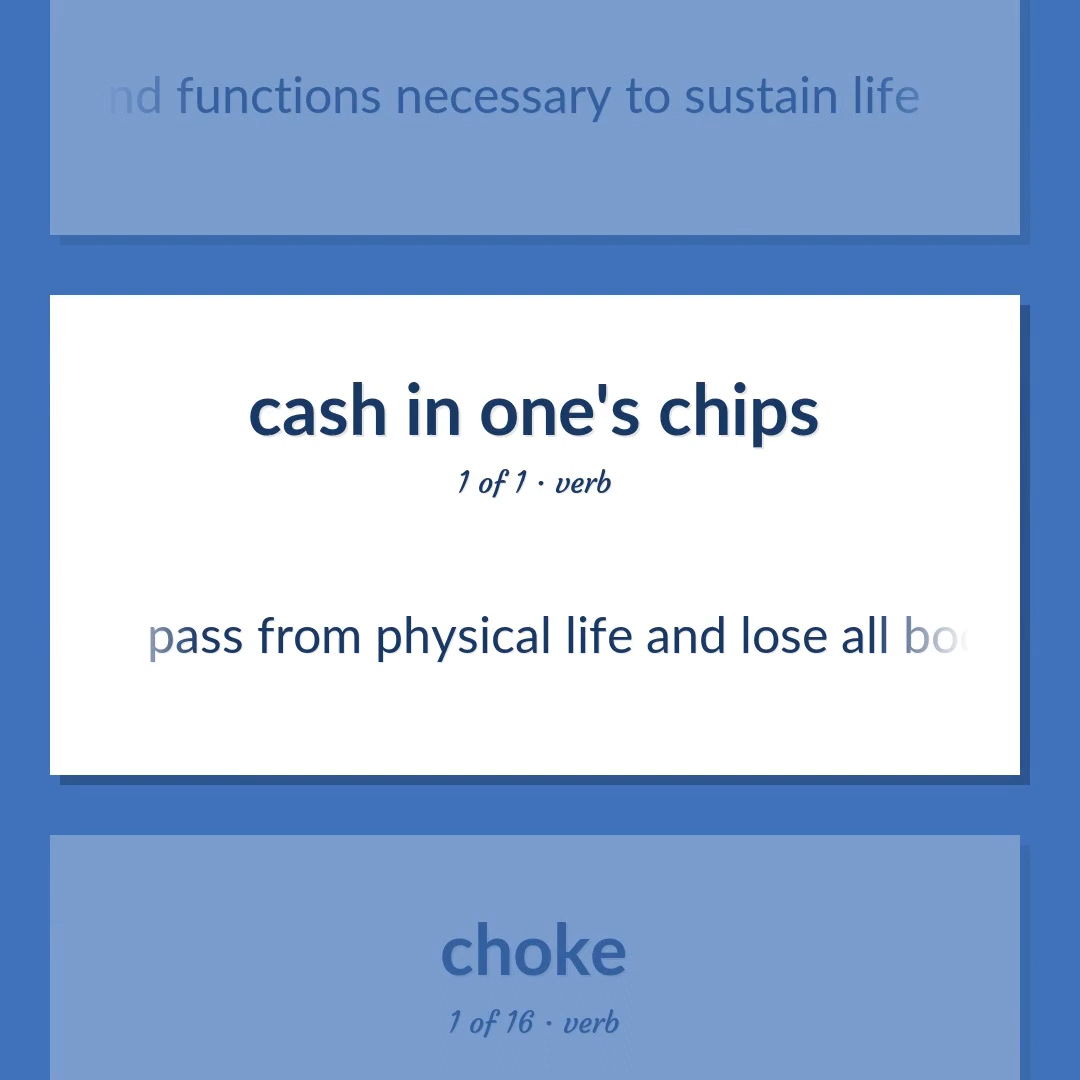 nd functions necessary to sustain life
cash in one's chips
1 of 1 · verb
pass from physical life and lose all bo
choke
1 of 16 · verb